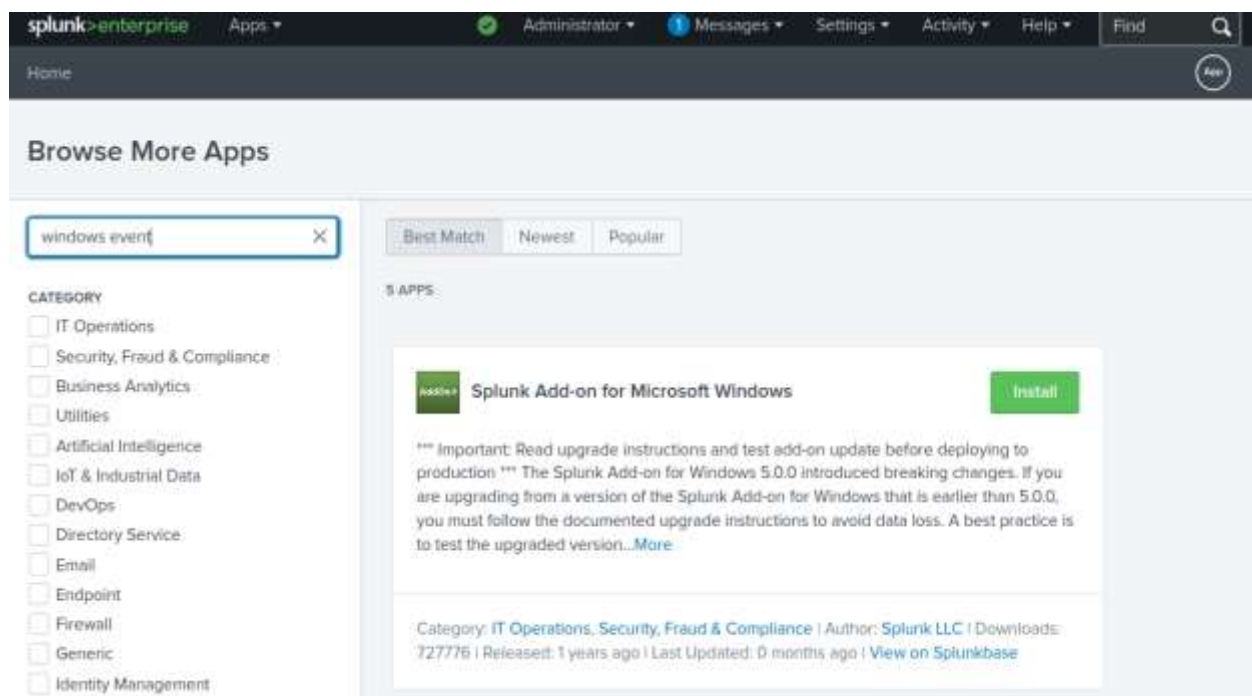 splunk>enterprise Apps Administrator 1 Messages Settings Activity Help Find
Home App
Browse More Apps
windows event
Best Match Newest Popular
5 APPS
CATEGORY
IT Operations
Security, Fraud & Compliance
Business Analytics
Utilities
Artificial Intelligence
IoT & Industrial Data
DevOps
Directory Service
Email
Endpoint
Firewall
Generic
Identity Management
Add-on Splunk Add-on for Microsoft Windows Install
*** Important: Read upgrade instructions and test add-on update before deploying to
production *** The Splunk Add-on for Windows 5.0.0 introduced breaking changes. If you
are upgrading from a version of the Splunk Add-on for Windows that is earlier than 5.0.0,
you must follow the documented upgrade instructions to avoid data loss. A best practice is
to test the upgraded version...More
Category: IT Operations, Security, Fraud & Compliance | Author: Splunk LLC | Downloads:
727776 | Released: 1 years ago | Last Updated: 0 months ago | View on Splunkbase